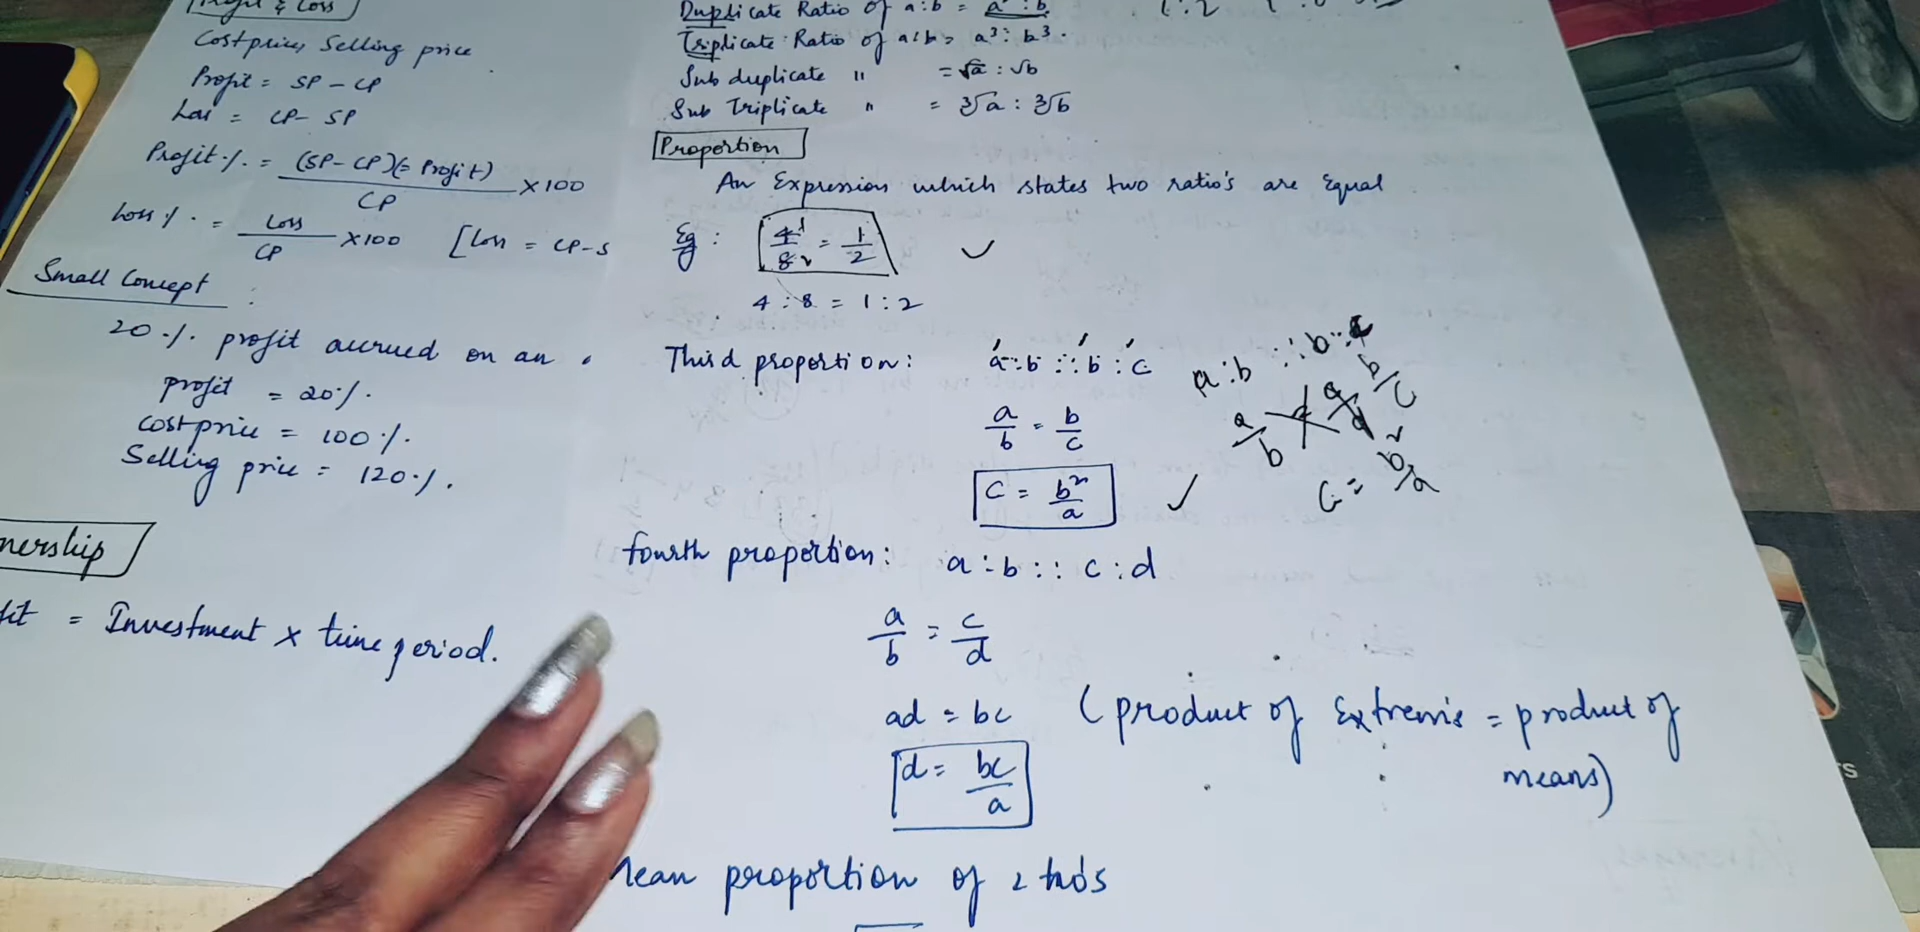 Profit & Loss
Cost price, Selling price
Profit = SP - CP
Loss = CP - SP
Profit % = (SP - CP)(= Profit) / CP × 100
Loss % = Loss / CP × 100 [Loss = CP - S
Small Concept :
20 % profit accrued on an
profit = 20 %.
Cost price = 100 %.
Selling price = 120 %.
nership
fit = Investment × time period.
Duplicate Ratio of a : b = a² : b
Triplicate Ratio of a : b = a³ : b³.
Sub duplicate " = √a : √b
Sub Triplicate " = ∛a : ∛b
Proportion
An Expression which states two ratio's are Equal
Eg : 4/8 = 1/2
4 : 8 = 1 : 2
Third proportion : a : b :: b : c
a/b = b/c
C = b²/a
fourth proportion : a : b :: c : d
a/b = c/d
ad = bc (product of Extremis = product of means)
d = bc/a
Mean proportion of 2
a : b :: b : c
a/b
b/c
C = b²/a